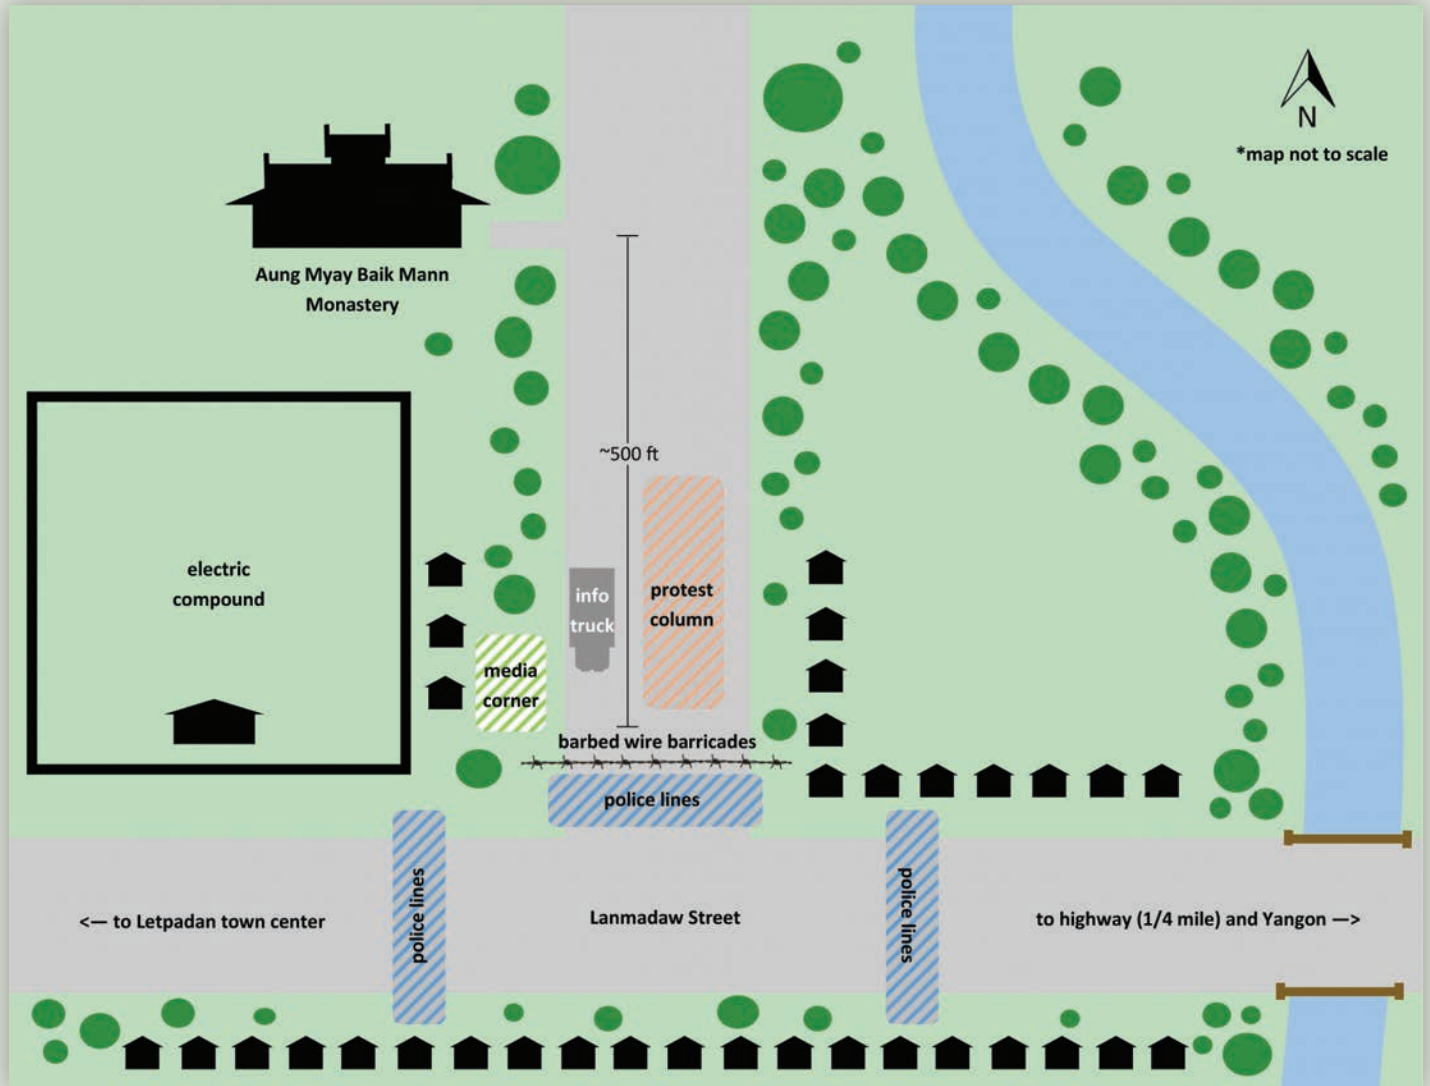 N
*map not to scale
Aung Myay Baik Mann
Monastery
~500 ft
electric
compound
info
truck
protest
column
media
corner
barbed wire barricades
police lines
police lines
police lines
<— to Letpadan town center
Lanmadaw Street
to highway (1/4 mile) and Yangon —>